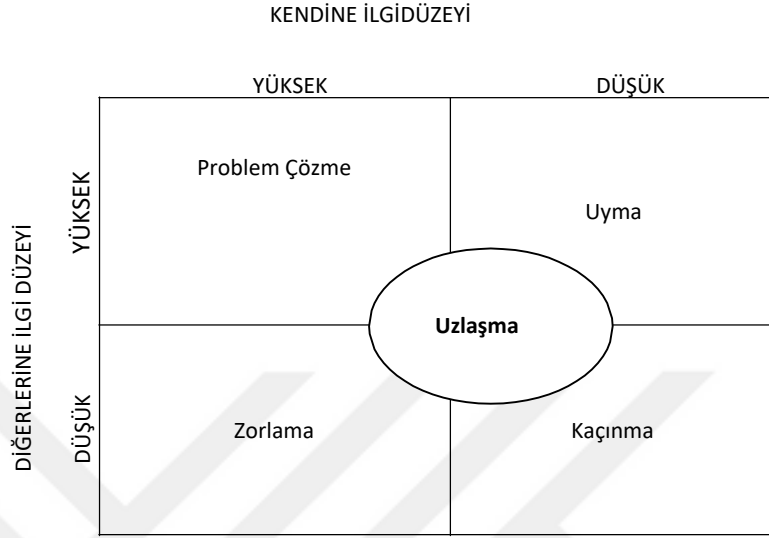 KENDİNE İLGİDÜZEYİ
YÜKSEK
DÜŞÜK
DİĞERLERİNE İLGİ DÜZEYİ
YÜKSEK
Problem Çözme
Uyma
Uzlaşma
DÜŞÜK
Zorlama
Kaçınma